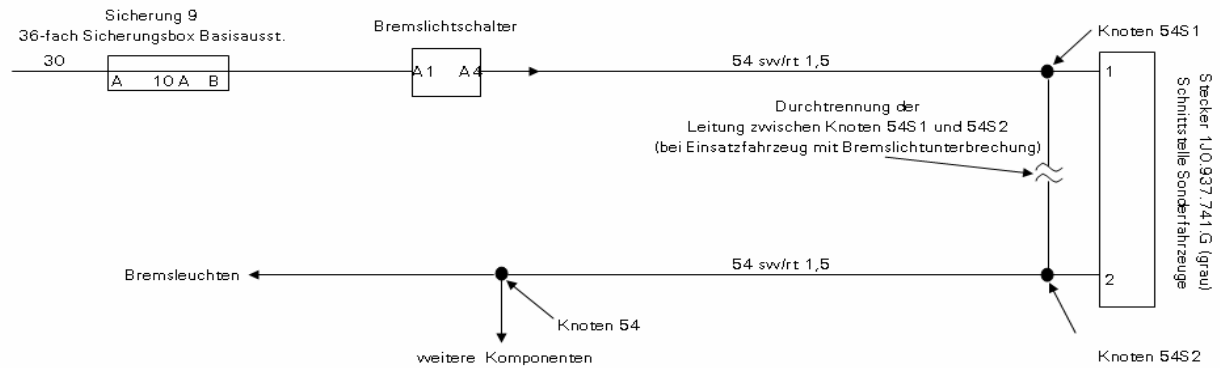 Sicherung 9
36-fach Sicherungsbox Basisausst.
30
A 10A B
Bremslichtschalter
A1 A4
54 sw/rt 1,5
Knoten 54S1
1
Durchtrennung der
Leitung zwischen Knoten 54S1 und 54S2
(bei Einsatzfahrzeug mit Bremslichtunterbrechung)
Stecker 1J0.937.741.G (grau)
Schnittstelle Sonderfahrzeuge
Bremsleuchten
54 sw/rt 1,5
2
Knoten 54
weitere Komponenten
Knoten 54S2